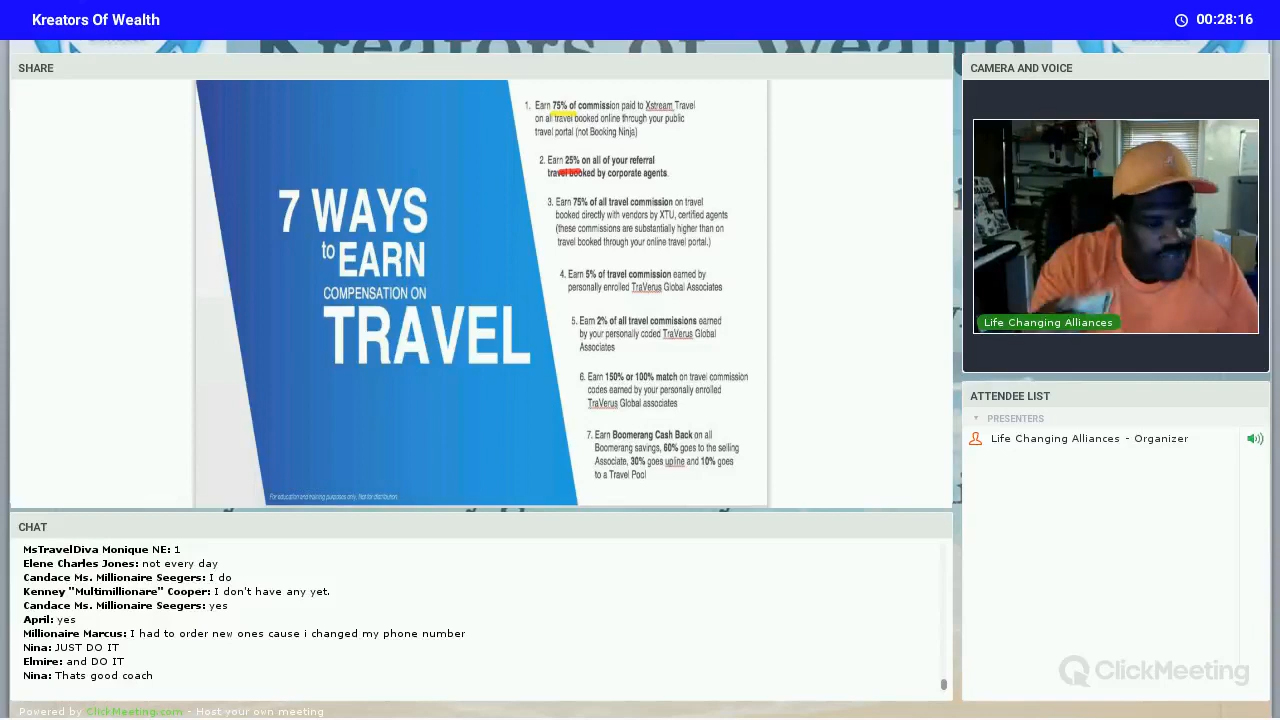 Kreators Of Wealth
00:28:16
Kreators of Wealth
SHARE
7 WAYS
to EARN
COMPENSATION ON
TRAVEL
1. Earn 75% of commission paid to Xstream Travel
on all travel booked online through your public
travel portal (not Booking Ninja)
2. Earn 25% on all of your referral
travel booked by corporate agents.
3. Earn 75% of all travel commission on travel
booked directly with vendors by XTU, certified agents
(these commissions are substantially higher than on
travel booked through your online travel portal.)
4. Earn 5% of travel commission earned by
personally enrolled TraVerus Global Associates
5. Earn 2% of all travel commissions earned
by your personally coded TraVerus Global
Associates
6. Earn 150% or 100% match on travel commission
codes earned by your personally enrolled
TraVerus Global associates
7. Earn Boomerang Cash Back on all
Boomerang savings, 60% goes to the selling
Associate, 30% goes upline and 10% goes
to a Travel Pool
For education and training purposes only. Not for distribution.
CAMERA AND VOICE
Life Changing Alliances
ATTENDEE LIST
PRESENTERS
Life Changing Alliances - Organizer
CHAT
MsTravelDiva Monique NE: 1
Elene Charles Jones: not every day
Candace Ms. Millionaire Seegers: I do
Kenney "Multimillionare" Cooper: I don't have any yet.
Candace Ms. Millionaire Seegers: yes
April: yes
Millionaire Marcus: I had to order new ones cause i changed my phone number
Nina: JUST DO IT
Elmire: and DO IT
Nina: Thats good coach
ClickMeeting
Powered by ClickMeeting.com - Host your own meeting